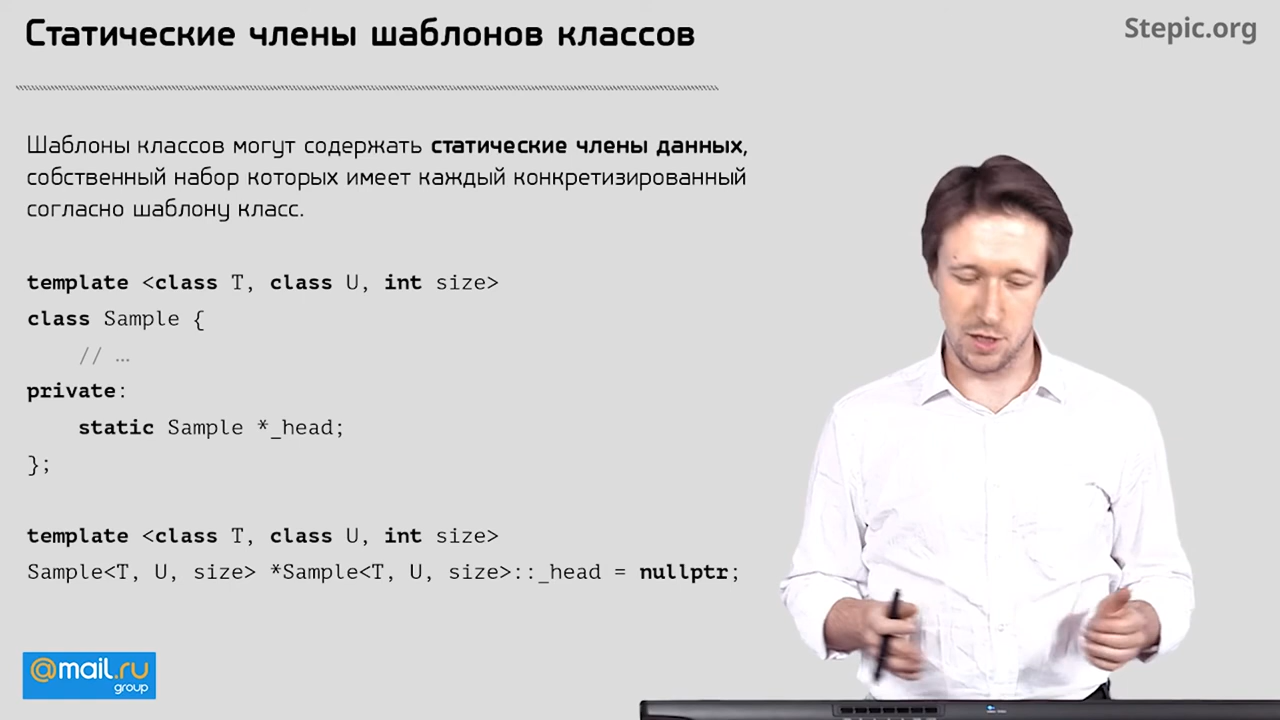 Статические члены шаблонов классов
Stepic.org
Шаблоны классов могут содержать статические члены данных,
собственный набор которых имеет каждый конкретизированный
согласно шаблону класс.
template <class T, class U, int size>
class Sample {
// …
private:
static Sample *_head;
};
template <class T, class U, int size>
Sample<T, U, size> *Sample<T, U, size>::_head = nullptr;
@mail.ru
group